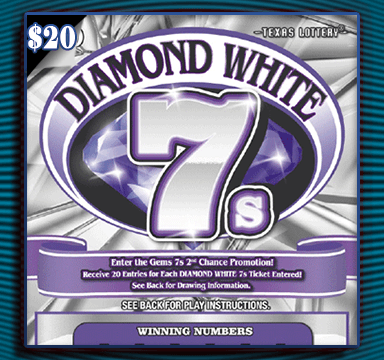 $20
TEXAS LOTTERY®
DIAMOND WHITE
7s
Enter the Gems 7s 2nd Chance Promotion!
Receive 20 Entries for Each DIAMOND WHITE 7s Ticket Entered!
See Back for Drawing Information.
SEE BACK FOR PLAY INSTRUCTIONS.
WINNING NUMBERS